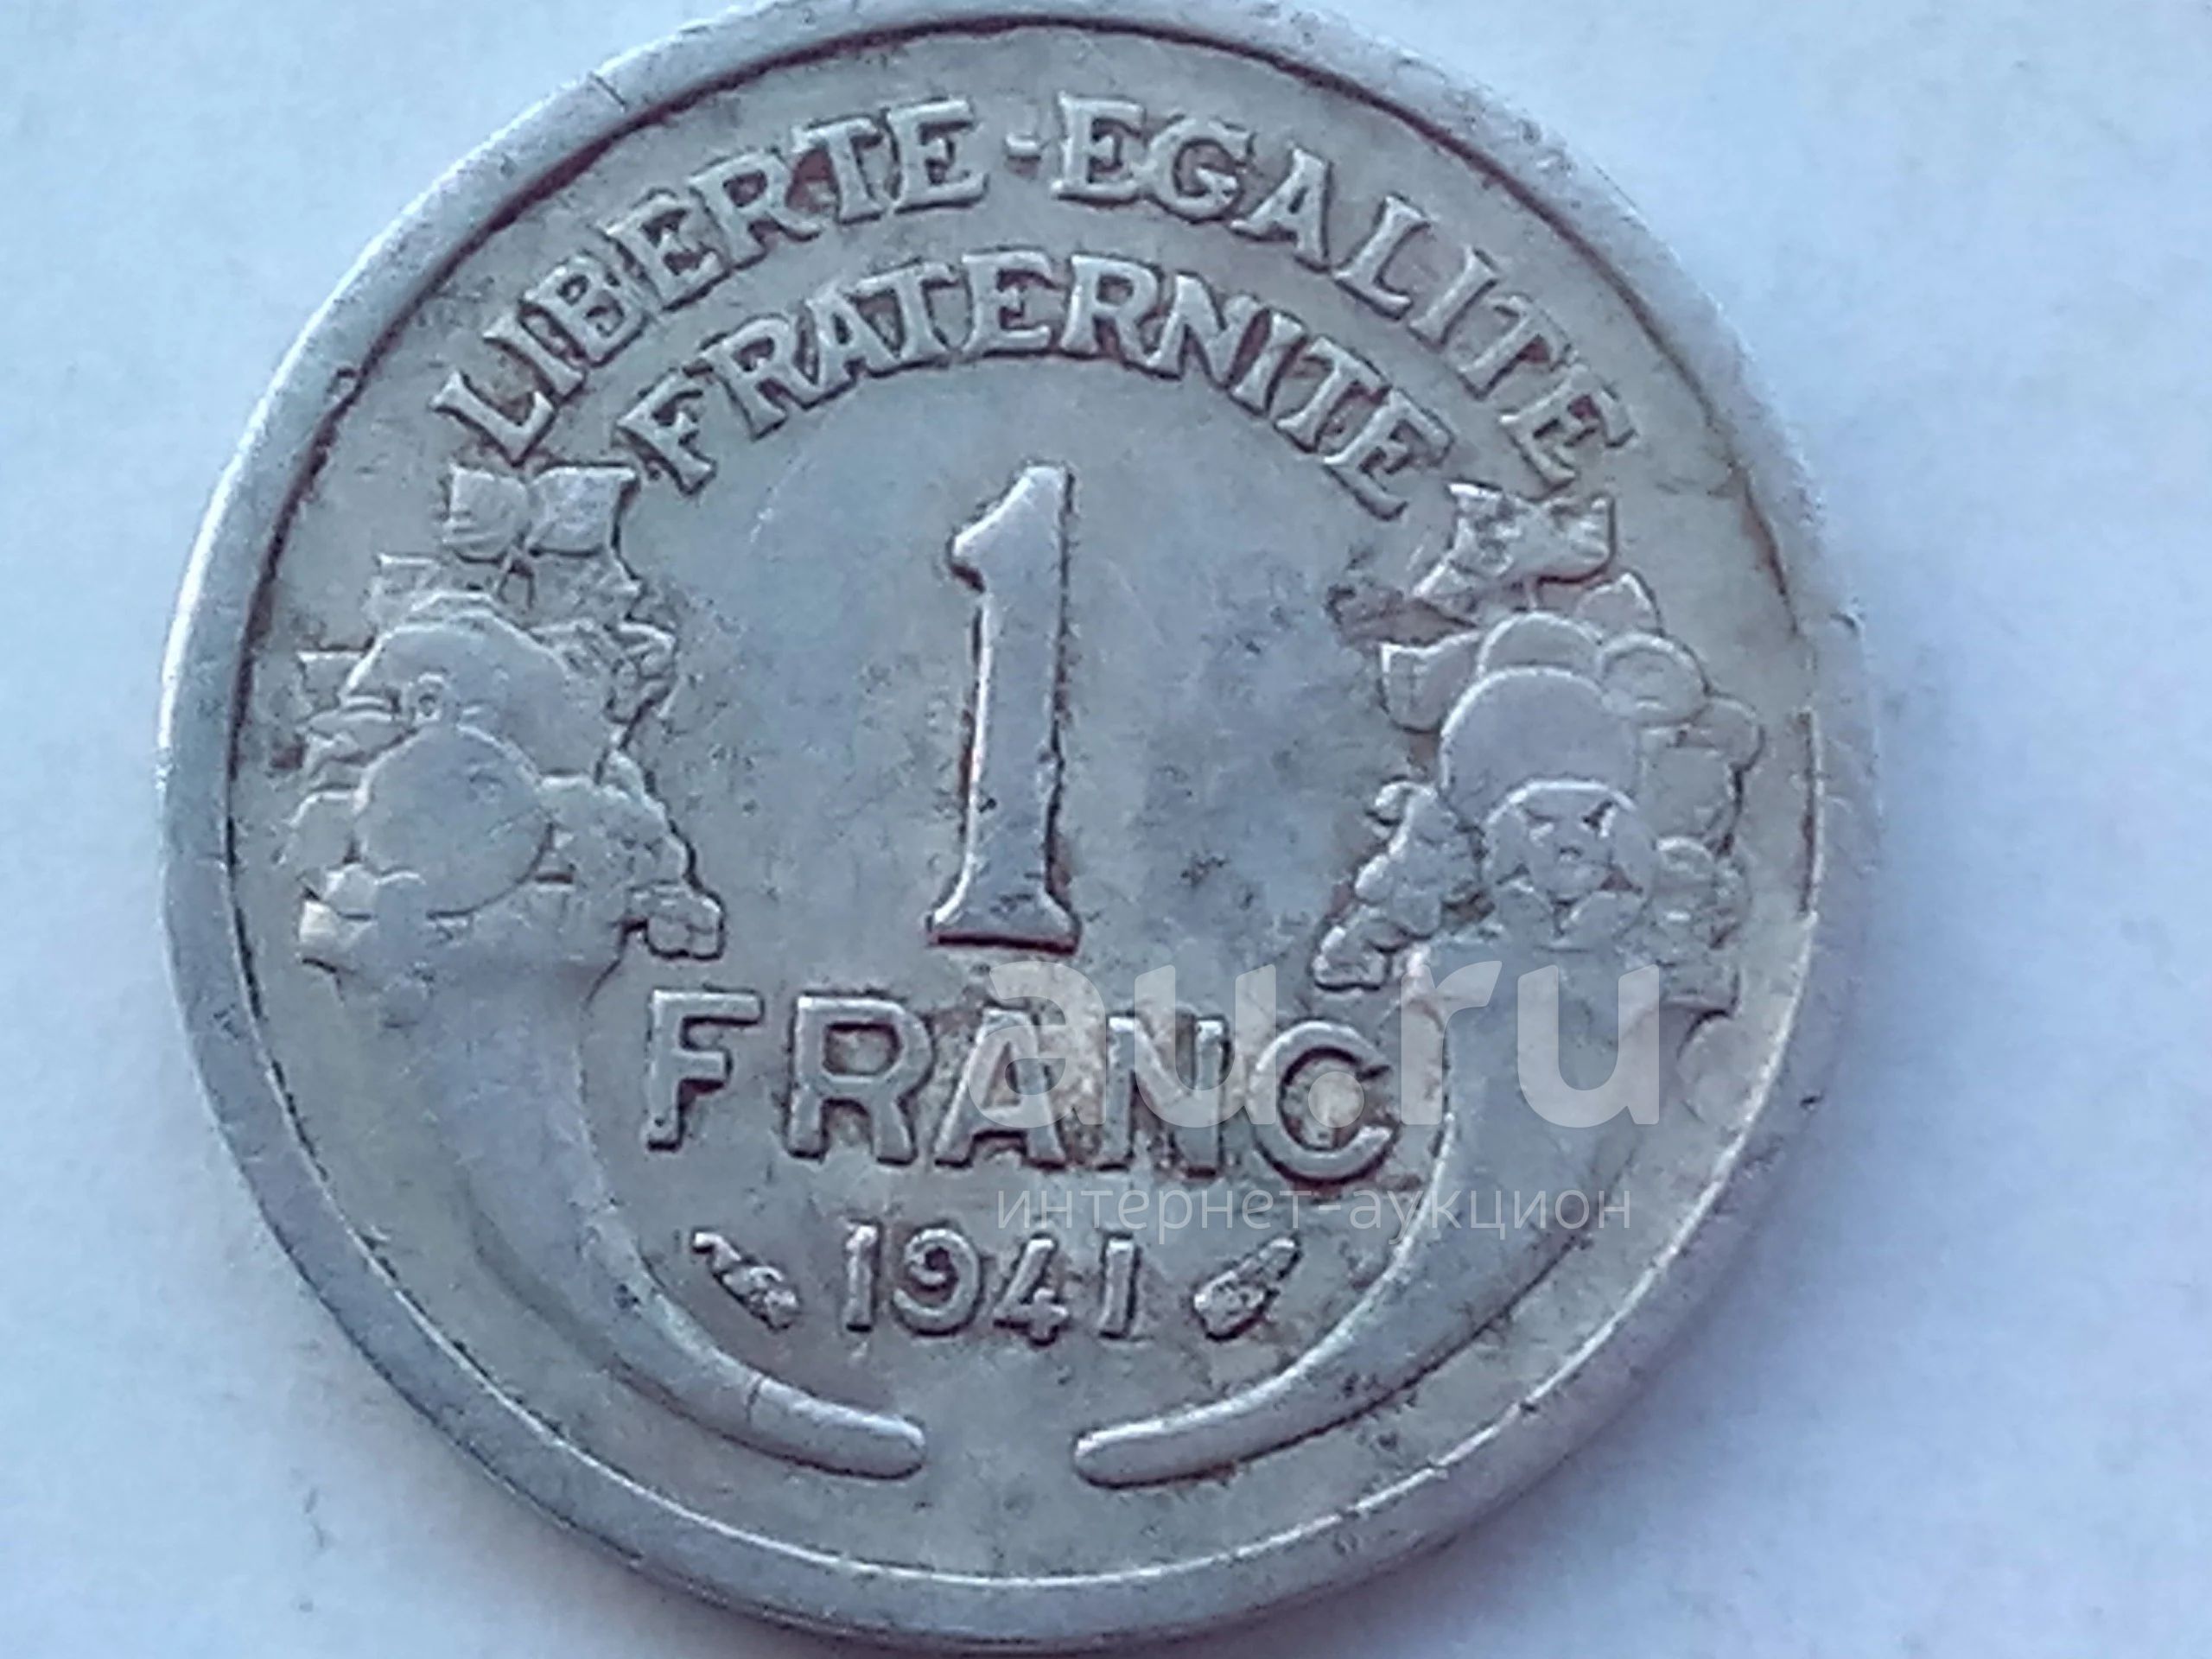 LIBERTE-EGALITE
FRATERNITE
1
FRANC
1941
au.ru
интернет-аукцион